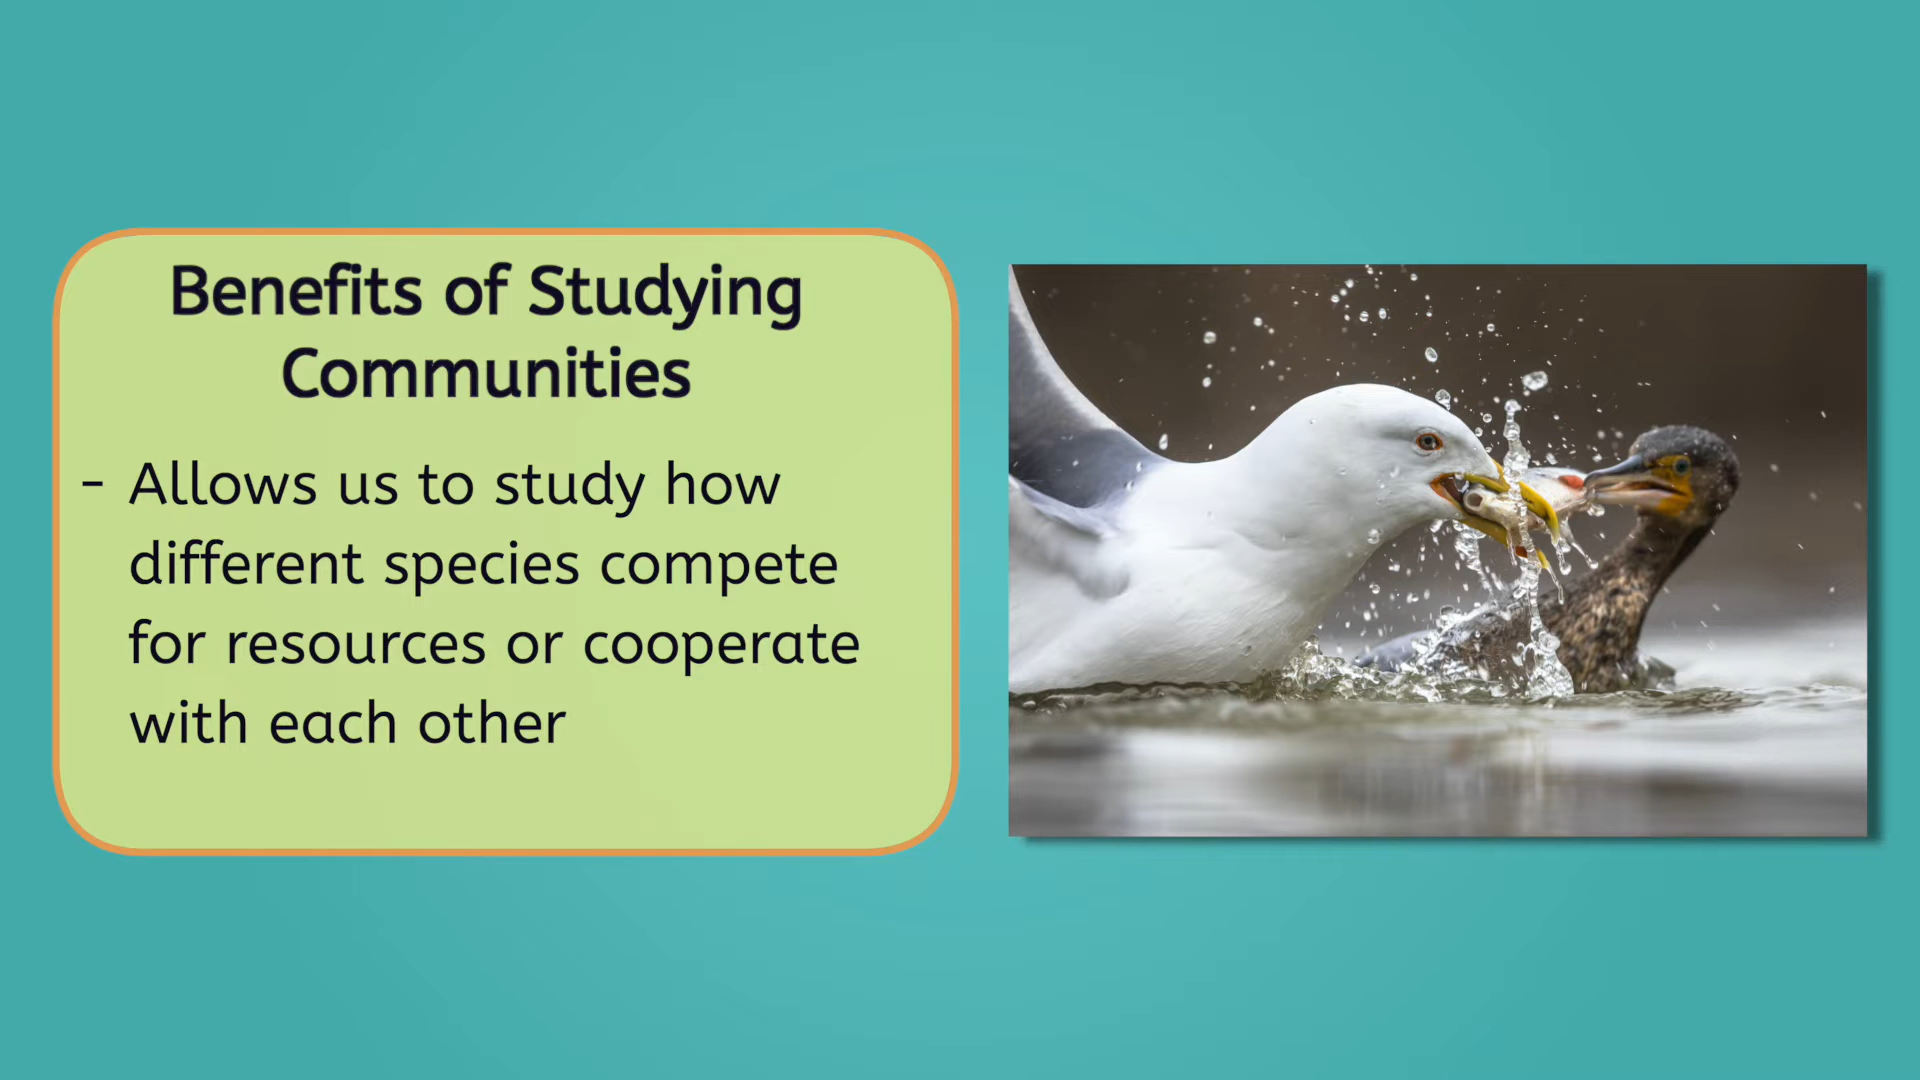 Benefits of Studying
Communities
- Allows us to study how
different species compete
for resources or cooperate
with each other